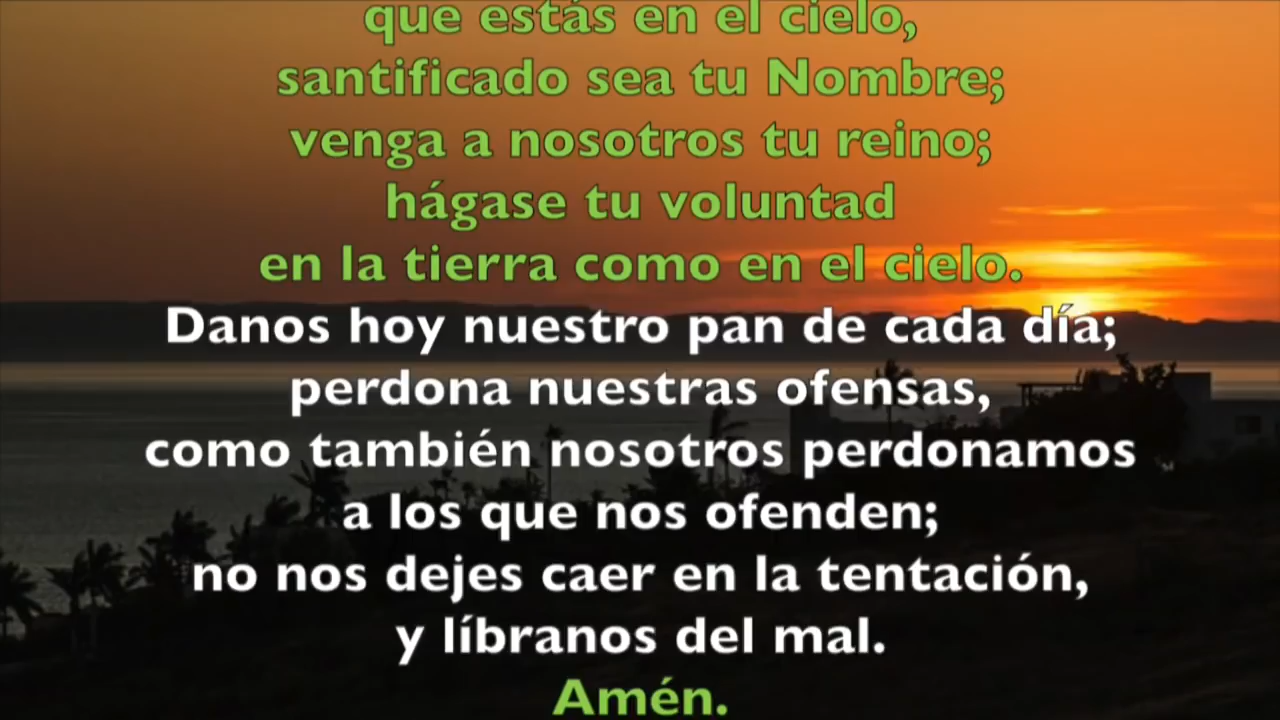 que estás en el cielo,
santificado sea tu Nombre;
venga a nosotros tu reino;
hágase tu voluntad
en la tierra como en el cielo.
Danos hoy nuestro pan de cada día;
perdona nuestras ofensas,
como también nosotros perdonamos
a los que nos ofenden;
no nos dejes caer en la tentación,
y líbranos del mal.
Amén.